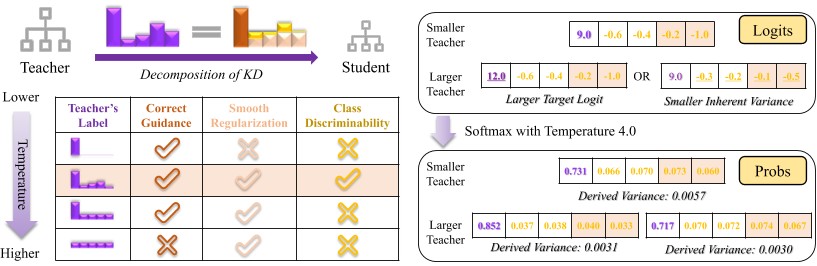 Teacher
Decomposition of KD
Student
Lower
Temperature
Higher
Teacher's Label
Correct Guidance
Smooth Regularization
Class Discriminability
Smaller Teacher
9.0 -0.6 -0.4 -0.2 -1.0
Logits
Larger Teacher
12.0 -0.6 -0.4 -0.2 -1.0 OR 9.0 -0.3 -0.2 -0.1 -0.5
Larger Target Logit
Smaller Inherent Variance
Softmax with Temperature 4.0
Smaller Teacher
0.731 0.066 0.070 0.073 0.060
Probs
Derived Variance: 0.0057
Larger Teacher
0.852 0.037 0.038 0.040 0.033
0.717 0.070 0.072 0.074 0.067
Derived Variance: 0.0031
Derived Variance: 0.0030